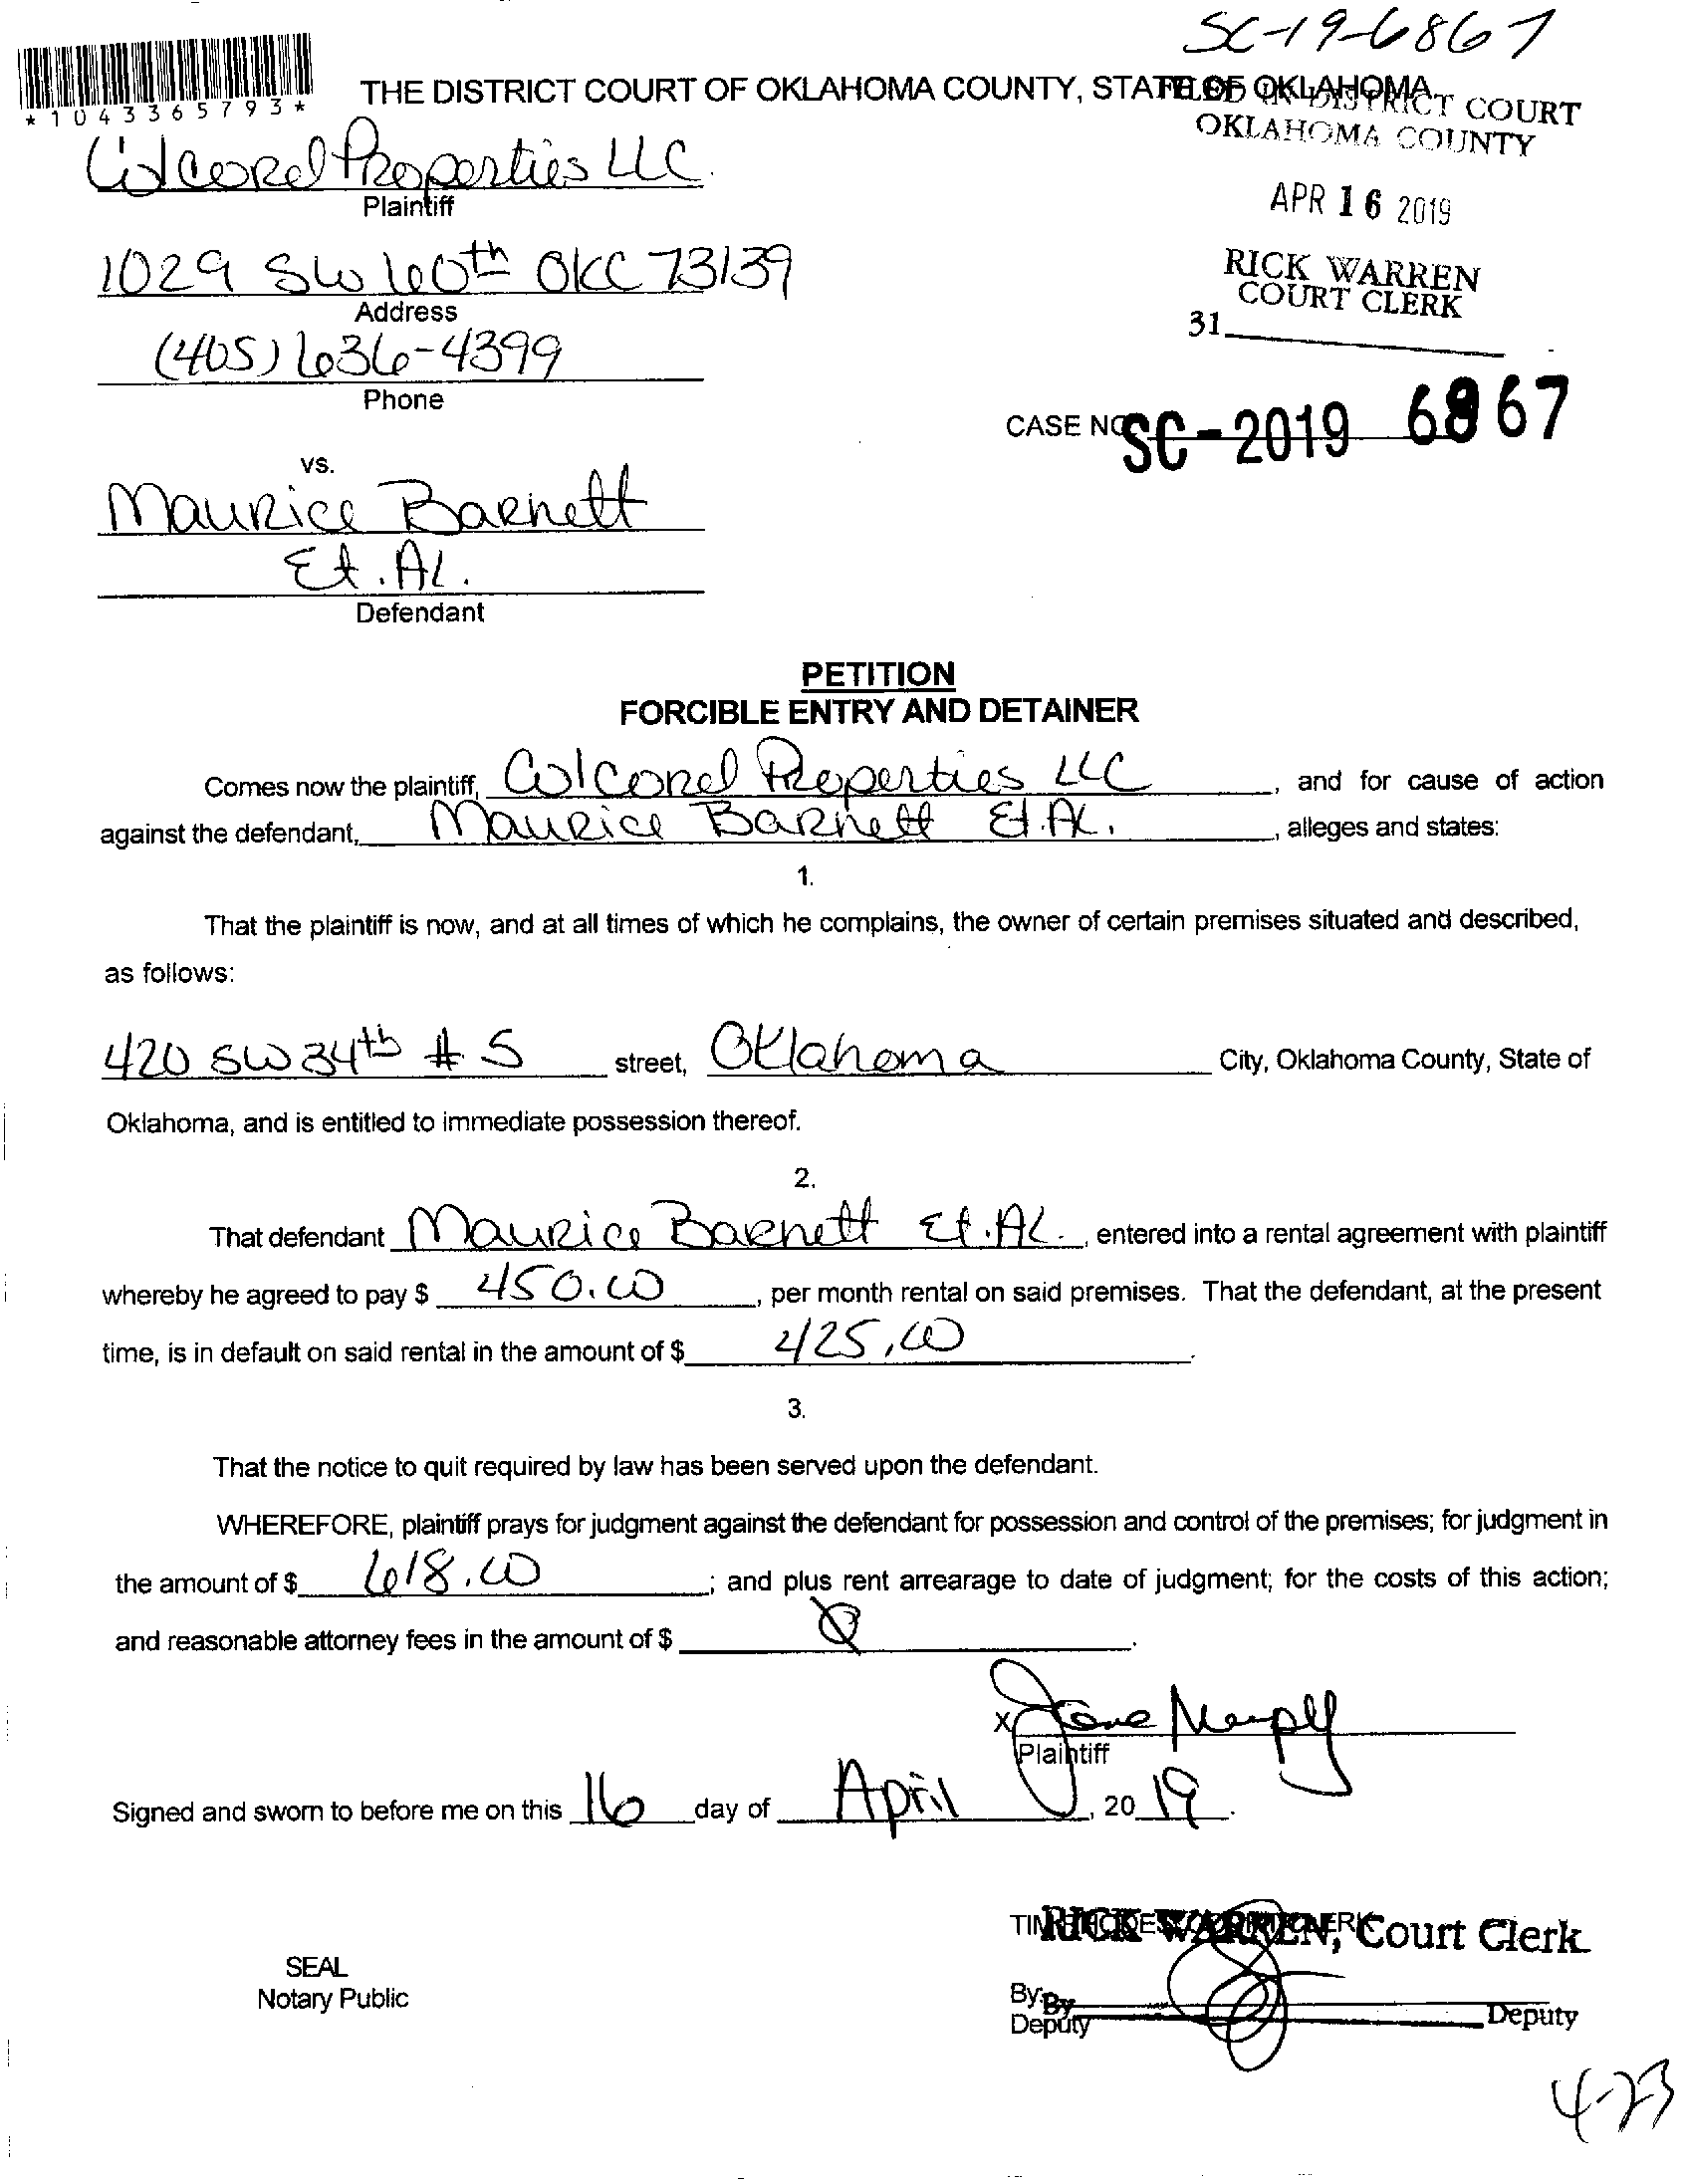 SC-19-6867
*1043365793*
THE DISTRICT COURT OF OKLAHOMA COUNTY, STATE OF OKLAHOMA
FILED IN DISTRICT COURT
OKLAHOMA COUNTY
Colconel Properties LLC
Plaintiff
APR 16 2019
1029 SW 60th OKC 73139
Address
RICK WARREN
COURT CLERK
31
(405) 636-4399
Phone
CASE NO. SC-2019 6867
vs.
Maurice Barnett
Et. Al.
Defendant
PETITION
FORCIBLE ENTRY AND DETAINER
Comes now the plaintiff, Colconel Properties LLC, and for cause of action
against the defendant, Maurice Barnett Et. Al., alleges and states:
1.
That the plaintiff is now, and at all times of which he complains, the owner of certain premises situated and described,
as follows:
420 SW 34th # S street, Oklahoma City, Oklahoma County, State of
Oklahoma, and is entitled to immediate possession thereof.
2.
That defendant Maurice Barnett Et. Al., entered into a rental agreement with plaintiff
whereby he agreed to pay $ 450.00, per month rental on said premises. That the defendant, at the present
time, is in default on said rental in the amount of $ 425.00.
3.
That the notice to quit required by law has been served upon the defendant.
WHEREFORE, plaintiff prays for judgment against the defendant for possession and control of the premises; for judgment in
the amount of $ 618.00; and plus rent arrearage to date of judgment; for the costs of this action;
and reasonable attorney fees in the amount of $ 0.
x
Plaintiff
Signed and sworn to before me on this 16 day of April, 2019.
RICK WARREN, Court Clerk
SEAL
Notary Public
By:
By Deputy
Deputy
4-23